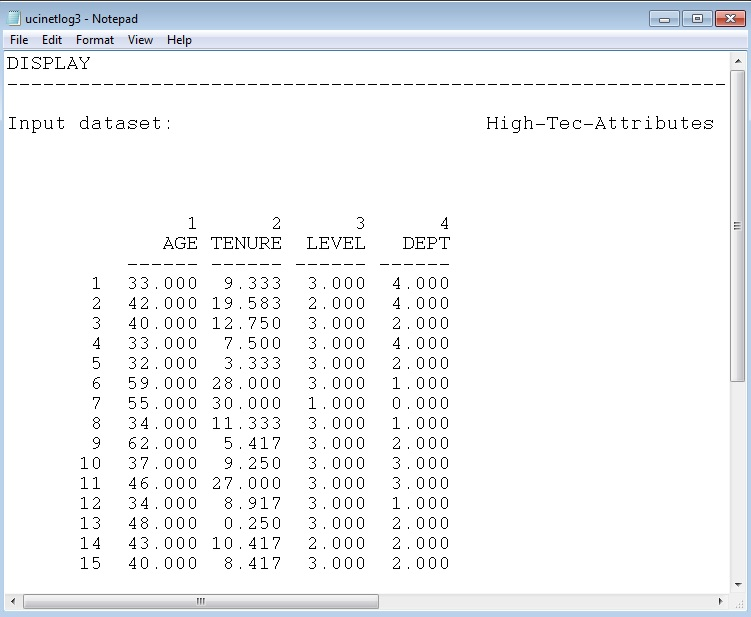 ucinetlog3 - Notepad
File Edit Format View Help
DISPLAY
------------------------------------------------------------
Input dataset: High-Tec-Attributes
1 2 3 4
AGE TENURE LEVEL DEPT
------ ------ ------ ------
1 33.000 9.333 3.000 4.000
2 42.000 19.583 2.000 4.000
3 40.000 12.750 3.000 2.000
4 33.000 7.500 3.000 4.000
5 32.000 3.333 3.000 2.000
6 59.000 28.000 3.000 1.000
7 55.000 30.000 1.000 0.000
8 34.000 11.333 3.000 1.000
9 62.000 5.417 3.000 2.000
10 37.000 9.250 3.000 3.000
11 46.000 27.000 3.000 3.000
12 34.000 8.917 3.000 1.000
13 48.000 0.250 3.000 2.000
14 43.000 10.417 2.000 2.000
15 40.000 8.417 3.000 2.000